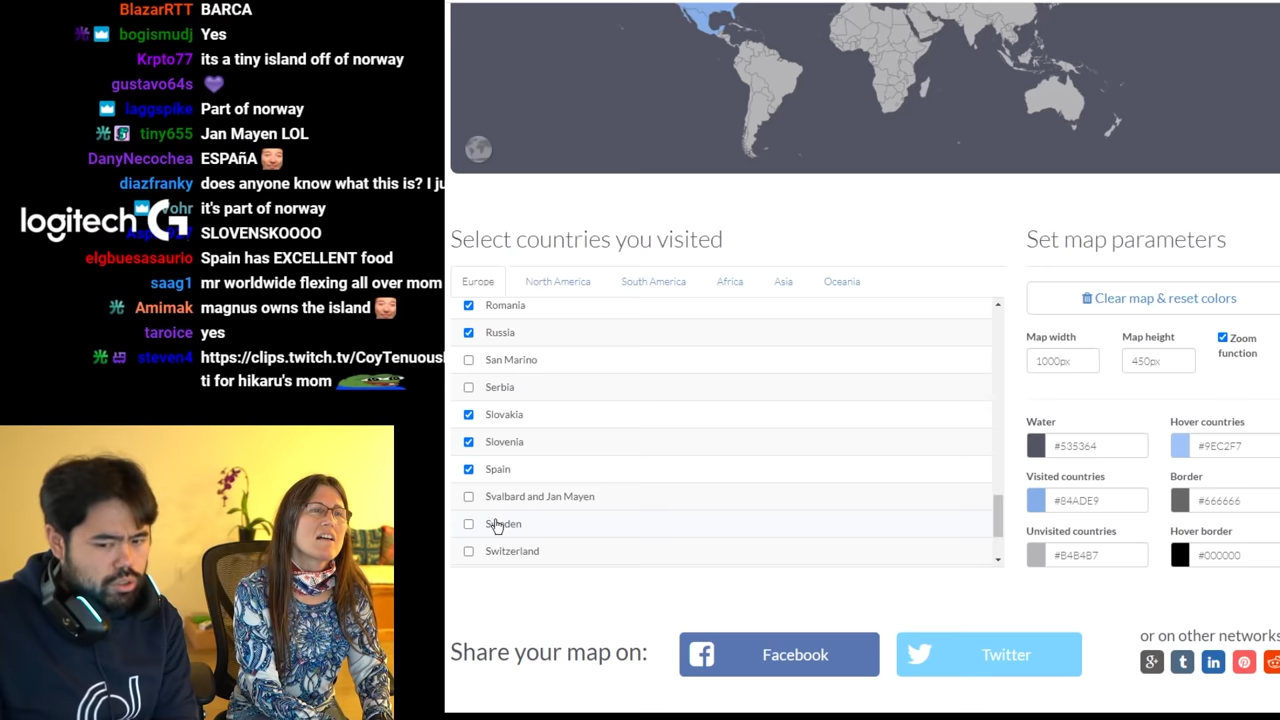 BlazarRTT BARCA
bogismudj Yes
Krpto77 its a tiny island off of norway
gustavo64s
laggspike Part of norway
tiny655 Jan Mayen LOL
DanyNecochea ESPAñA
diazfranky does anyone know what this is? I ju
vohr it's part of norway
logitech G
SLOVENSKOOOO
elgbuesasaurio Spain has EXCELLENT food
saag1 mr worldwide flexing all over mom
Amimak magnus owns the island
taroice yes
steven4 https://clips.twitch.tv/CoyTenuous
ti for hikaru's mom
Select countries you visited
Europe North America South America Africa Asia Oceania
Romania
Russia
San Marino
Serbia
Slovakia
Slovenia
Spain
Svalbard and Jan Mayen
Sweden
Switzerland
Set map parameters
Clear map & reset colors
Map width Map height Zoom function
1000px 450px
Water Hover countries
#535364 #9EC2F7
Visited countries Border
#84ADE9 #666666
Unvisited countries Hover border
#B4B4B7 #000000
Share your map on: Facebook Twitter
or on other networks